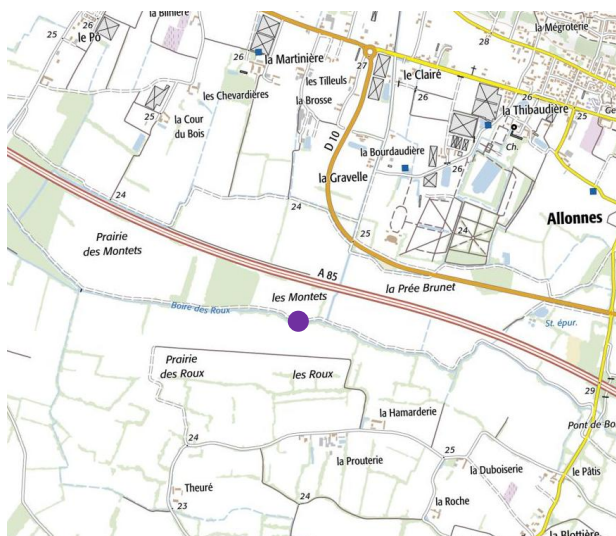 la Blinière
la Mégroterie
le Po
25
28
la Martinière
26
27
les Tilleuls
le Clairé
les Chevardières
26
la Brosse
26
la Thibaudière
25
la Cour
du Bois
D 10
la Bourdaudière
Ch.
26
la Gravelle
24
24
Allonnes
24
Prairie
des Montets
25
A 85
la Prée Brunet
les Montets
Boire des Roux
St. épur.
Prairie
des Roux
les Roux
29
la Hamarderie
24
Pont de Bo
25
la Prouterie
la Duboiserie
le Pâtis
Theuré
24
23
la Roche
la Blottière